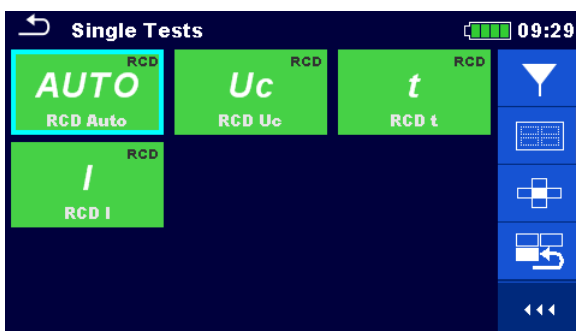 Single Tests 09:29
RCD RCD RCD
AUTO Uc t
RCD Auto RCD Uc RCD t
RCD
I
RCD I